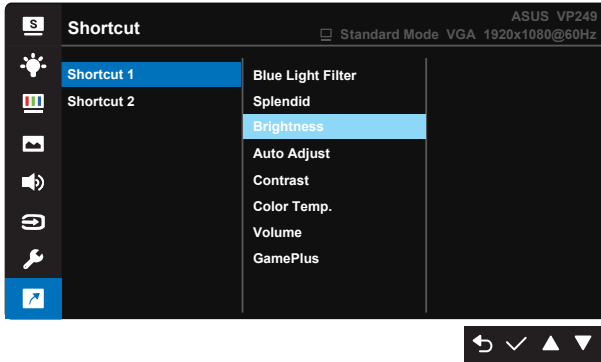 S
ASUS VP249
Shortcut
Standard Mode VGA 1920x1080@60Hz
Shortcut 1
Shortcut 2
Blue Light Filter
Splendid
Brightness
Auto Adjust
Contrast
Color Temp.
Volume
GamePlus